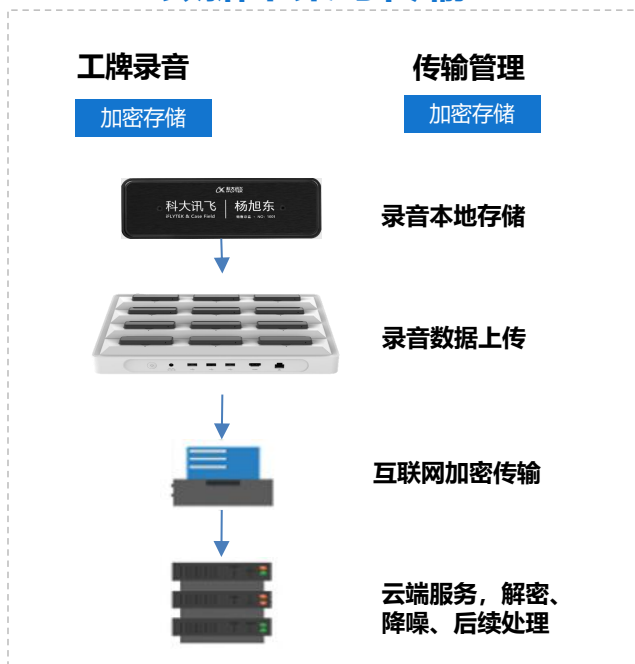 工牌录音
传输管理
加密存储
加密存储
科大讯飞
杨旭东
iFLYTEK & Case Field
录音本地存储
录音数据上传
互联网加密传输
云端服务，解密、
降噪、后续处理